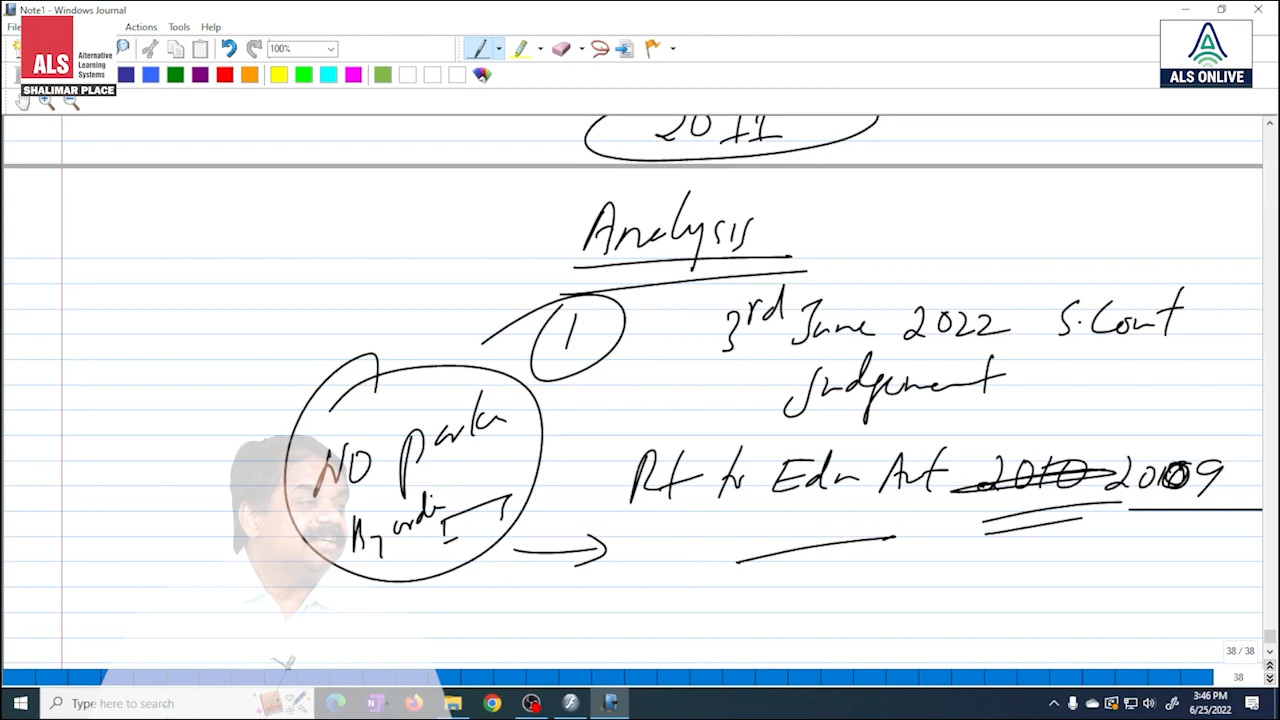 Note1 - Windows Journal
Actions Tools Help
ALS
Alternative
Learning
Systems
SHALIMAR PLACE
100%
ALS ONLIVE
2011
Analysis
1
3rd June 2022 S. Court
Judgement
NO
By
Rt to Edn Act 2010 2009
38 / 38
38
Type here to search
3:46 PM
6/25/2022